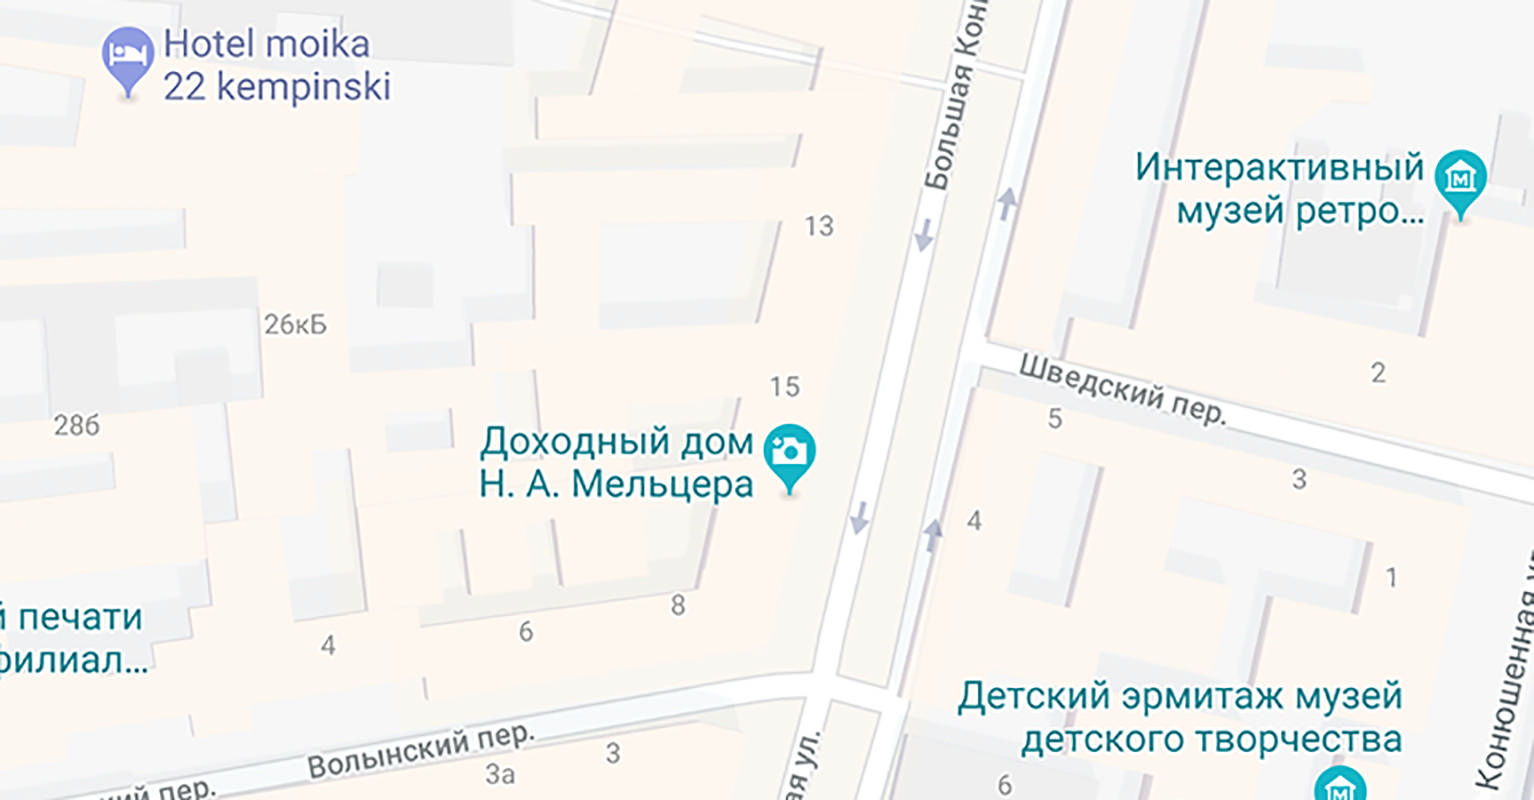 Hotel moika
22 kempinski
Большая
Интерактивный
музей ретро...
13
26кБ
2
Шведский пер.
15
5
28б
Доходный дом
Н. А. Мельцера
3
4
1
печати
филиал...
8
6
4
Детский эрмитаж музей
детского творчества
Конюшенная
Волынский пер.
3
3а
ая ул.
6
пер.